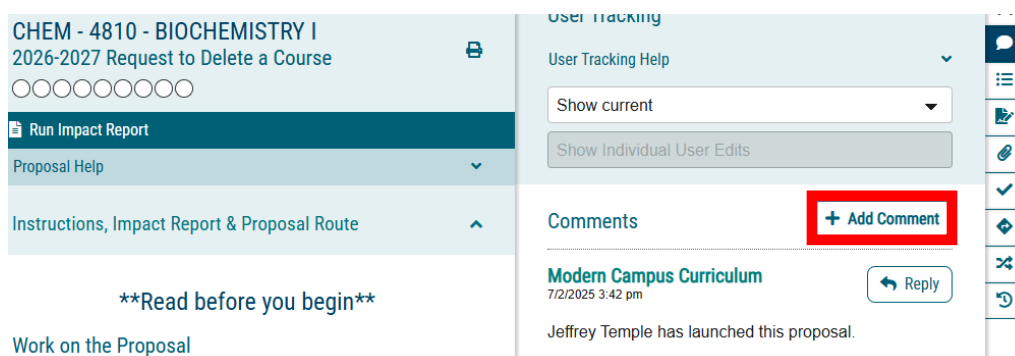 CHEM - 4810 - BIOCHEMISTRY I
2026-2027 Request to Delete a Course
Run Impact Report
Proposal Help
Instructions, Impact Report & Proposal Route
**Read before you begin**
Work on the Proposal
User Tracking
User Tracking Help
Show current
Show Individual User Edits
Comments
+ Add Comment
Modern Campus Curriculum
7/2/2025 3:42 pm
Reply
Jeffrey Temple has launched this proposal.